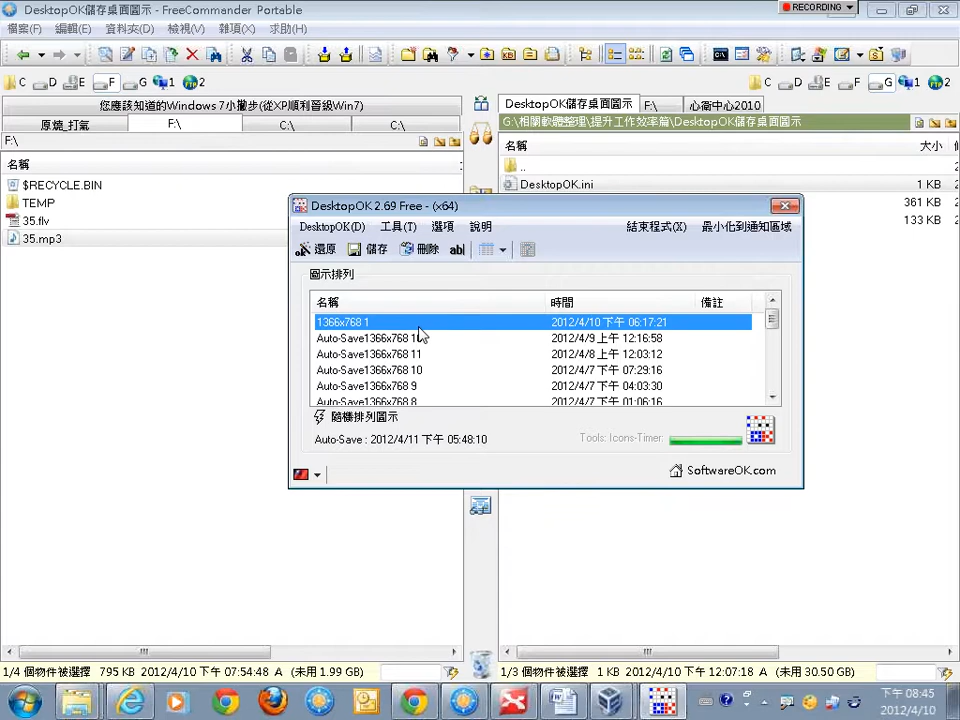 DesktopOK儲存桌面圖示 - FreeCommander Portable
RECORDING
檔案(F) 編輯(E) 資料夾(D) 檢視(V) 雜項(X) 求助(H)
C D E F G 1 2
C D E F G 1 2
您應該知道的Windows 7小撇步(從XP順利晉級Win7)
原燒_打氣 F:\ C:\ C:\
F:\
名稱
$RECYCLE.BIN
TEMP
35.flv
35.mp3
DesktopOK儲存桌面圖示 F:\ 心衛中心2010
G:\相關軟體整理\提升工作效率篇\DesktopOK儲存桌面圖示
名稱 大小
..
DesktopOK.ini 1 KB
361 KB
133 KB
DesktopOK 2.69 Free - (x64)
DesktopOK(D) 工具(T) 選項 說明 結束程式(X) 最小化到通知區域
還原 儲存 刪除 ab|
圖示排列
名稱 時間 備註
1366x768 1 2012/4/10 下午 06:17:21
Auto-Save1366x768 2012/4/9 上午 12:16:58
Auto-Save1366x768 11 2012/4/8 上午 12:03:12
Auto-Save1366x768 10 2012/4/7 下午 07:29:16
Auto-Save1366x768 9 2012/4/7 下午 04:03:30
Auto-Save1366x768 8 2012/4/7 下午 01:06:16
隨機排列圖示
Auto-Save : 2012/4/11 下午 05:48:10 Tools: Icons-Timer:
SoftwareOK.com
1/4 個物件被選擇 795 KB 2012/4/10 下午 07:54:48 A (未用 1.99 GB)
1/3 個物件被選擇 1 KB 2012/4/10 下午 12:07:18 A (未用 30.50 GB)
下午 08:45
2012/4/10